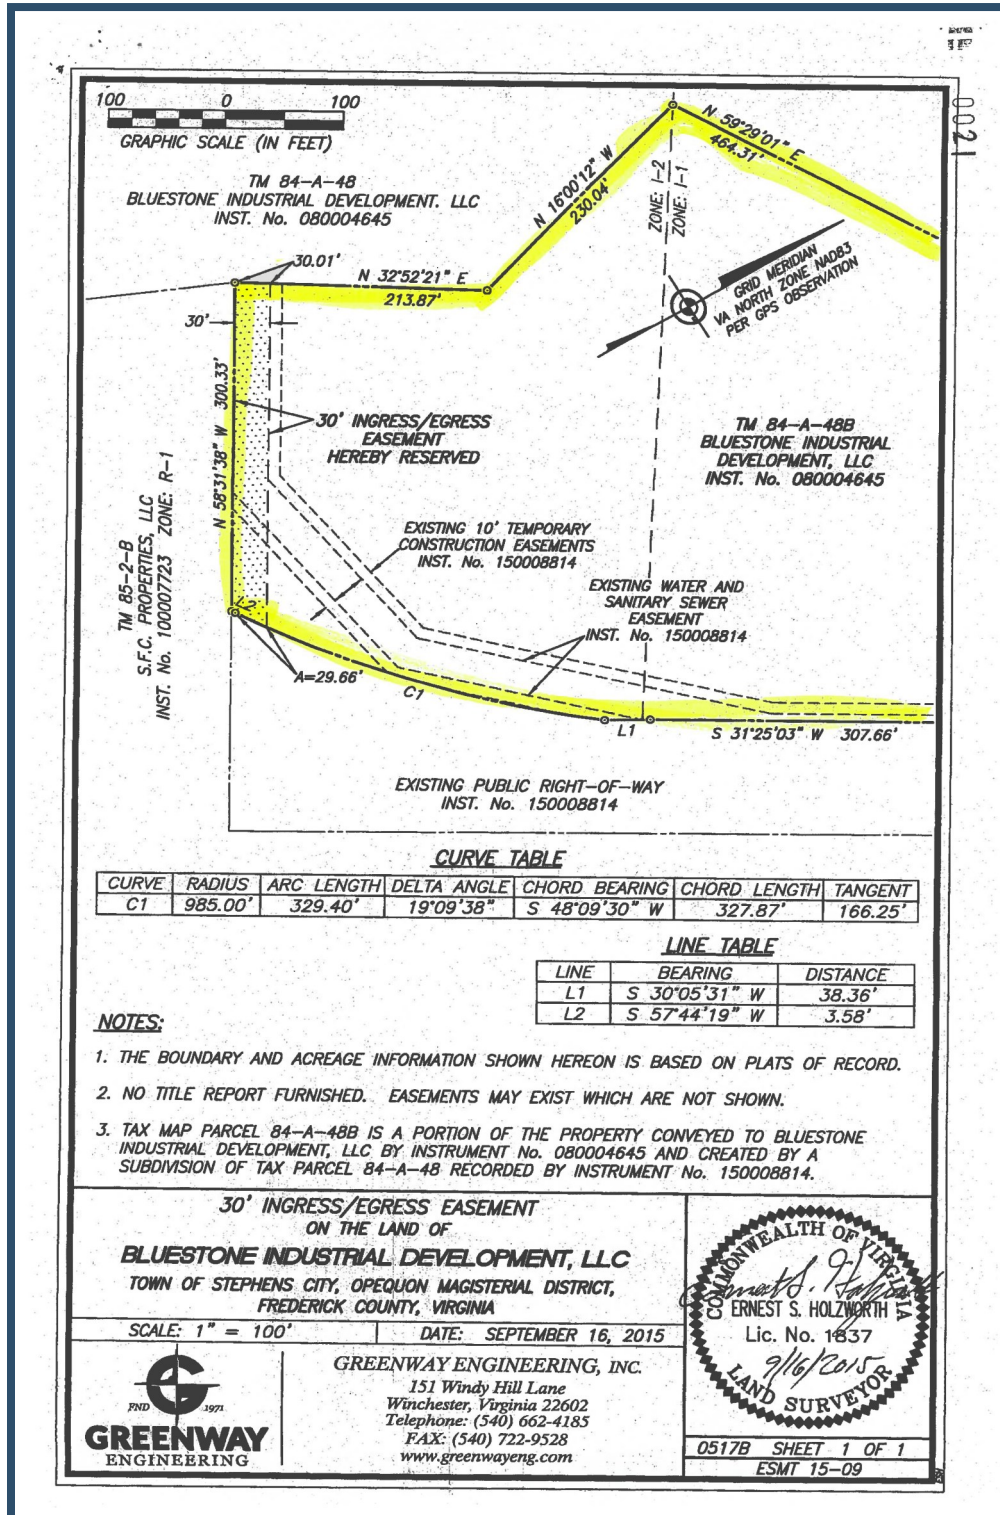 0021
100 0 100
GRAPHIC SCALE (IN FEET)
TM 84-A-48
BLUESTONE INDUSTRIAL DEVELOPMENT. LLC
INST. No. 080004645
N 59°29'01" E
464.31'
N 16°00'12" W
230.04'
ZONE: I-2
ZONE: I-1
30.01'
N 32°52'21" E
213.87'
GRID MERIDIAN
VA NORTH ZONE NAD83
PER GPS OBSERVATION
30'
N 58°31'38" W 300.33'
30' INGRESS/EGRESS
EASEMENT
HEREBY RESERVED
TM 84-A-48B
BLUESTONE INDUSTRIAL
DEVELOPMENT, LLC
INST. No. 080004645
TM 85-2-B
S.F.C. PROPERTIES, LLC
INST. No. 100007723 ZONE: R-1
EXISTING 10' TEMPORARY
CONSTRUCTION EASEMENTS
INST. No. 150008814
EXISTING WATER AND
SANITARY SEWER
EASEMENT
INST. No. 150008814
L2
A=29.66'
C1
L1
S 31°25'03" W 307.66'
EXISTING PUBLIC RIGHT-OF-WAY
INST. No. 150008814
CURVE TABLE
CURVE RADIUS ARC LENGTH DELTA ANGLE CHORD BEARING CHORD LENGTH TANGENT
C1 985.00' 329.40' 19°09'38" S 48°09'30" W 327.87' 166.25'
LINE TABLE
LINE BEARING DISTANCE
L1 S 30°05'31" W 38.36'
L2 S 57°44'19" W 3.58'
NOTES:
1. THE BOUNDARY AND ACREAGE INFORMATION SHOWN HEREON IS BASED ON PLATS OF RECORD.
2. NO TITLE REPORT FURNISHED. EASEMENTS MAY EXIST WHICH ARE NOT SHOWN.
3. TAX MAP PARCEL 84-A-48B IS A PORTION OF THE PROPERTY CONVEYED TO BLUESTONE
INDUSTRIAL DEVELOPMENT, LLC BY INSTRUMENT No. 080004645 AND CREATED BY A
SUBDIVISION OF TAX PARCEL 84-A-48 RECORDED BY INSTRUMENT No. 150008814.
30' INGRESS/EGRESS EASEMENT
ON THE LAND OF
BLUESTONE INDUSTRIAL DEVELOPMENT, LLC
TOWN OF STEPHENS CITY, OPEQUON MAGISTERIAL DISTRICT,
FREDERICK COUNTY, VIRGINIA
SCALE: 1" = 100' DATE: SEPTEMBER 16, 2015
FND 1971
GREENWAY
ENGINEERING
GREENWAY ENGINEERING, INC.
151 Windy Hill Lane
Winchester, Virginia 22602
Telephone: (540) 662-4185
FAX: (540) 722-9528
www.greenwayeng.com
COMMONWEALTH OF VIRGINIA
Ernest S. Holzworth
ERNEST S. HOLZWORTH
Lic. No. 1837
9/16/2015
LAND SURVEYOR
0517B SHEET 1 OF 1
ESMT 15-09